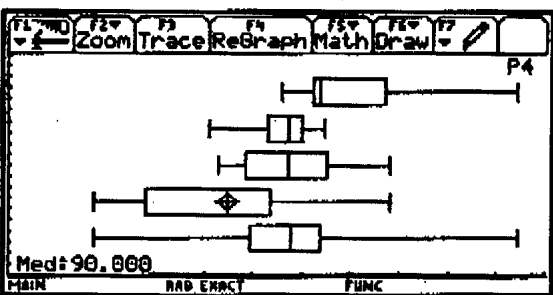 F1 F2 Zoom F3 Trace F4 ReGraph F5 Math F6 Draw F7
P4
Med:90.000
MAIN RAD EXACT FUNC